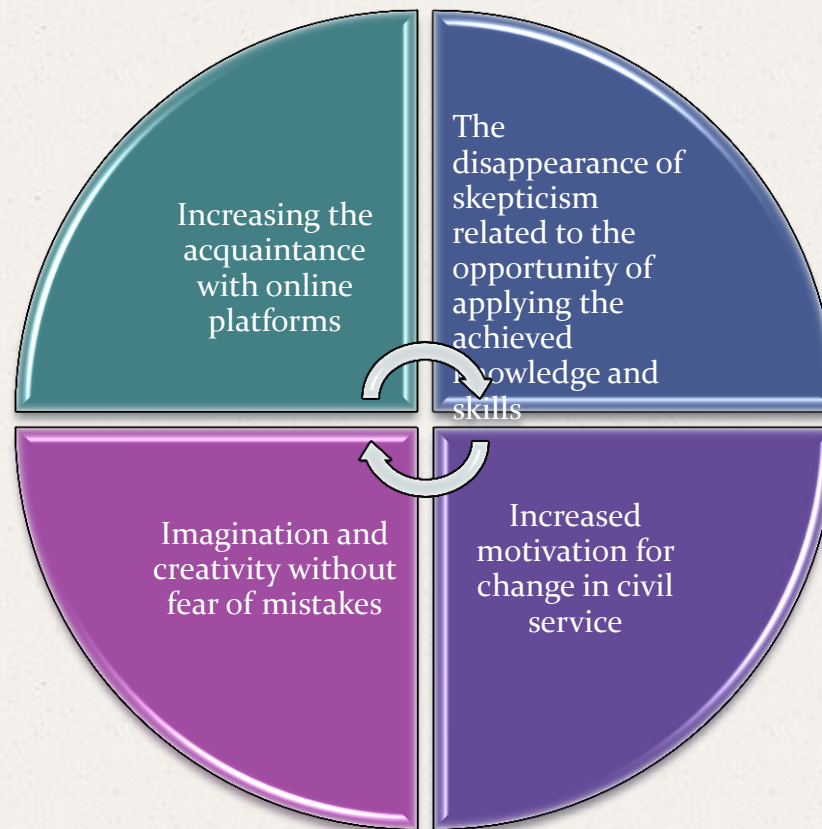 Increasing the
acquaintance
with online
platforms
The
disappearance of
skepticism
related to the
opportunity of
applying the
achieved
knowledge and
skills
Imagination and
creativity without
fear of mistakes
Increased
motivation for
change in civil
service